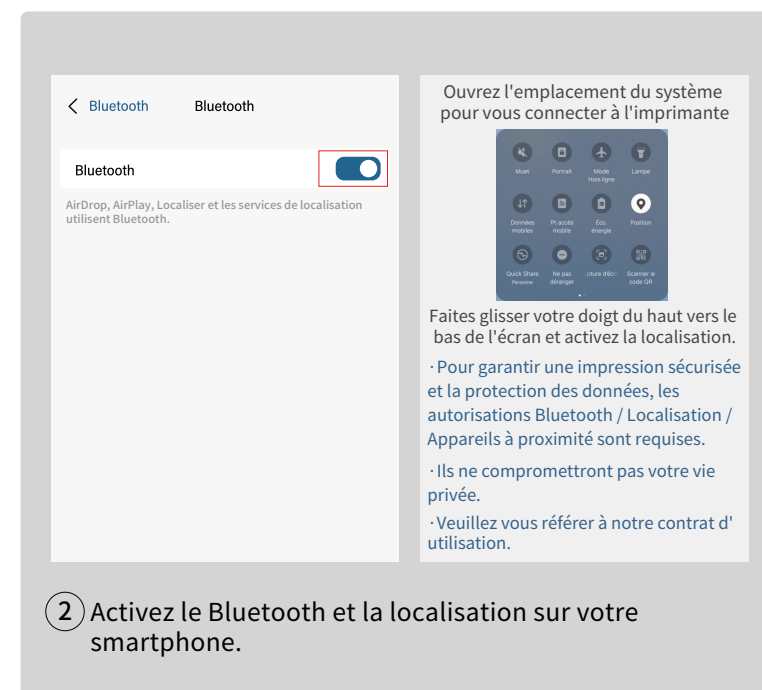 Bluetooth Bluetooth
Bluetooth
AirDrop, AirPlay, Localiser et les services de localisation
utilisent Bluetooth.
Ouvrez l'emplacement du système
pour vous connecter à l'imprimante
Muet Portrait Mode Lampe
Hors ligne
Données Pt accès Éco. Position
mobiles mobile énergie
Quick Share Ne pas ture d'écr Scanner le
Personne déranger code QR
Faites glisser votre doigt du haut vers le
bas de l'écran et activez la localisation.
·Pour garantir une impression sécurisée
et la protection des données, les
autorisations Bluetooth / Localisation /
Appareils à proximité sont requises.
·Ils ne compromettront pas votre vie
privée.
·Veuillez vous référer à notre contrat d'
utilisation.
2 Activez le Bluetooth et la localisation sur votre
smartphone.